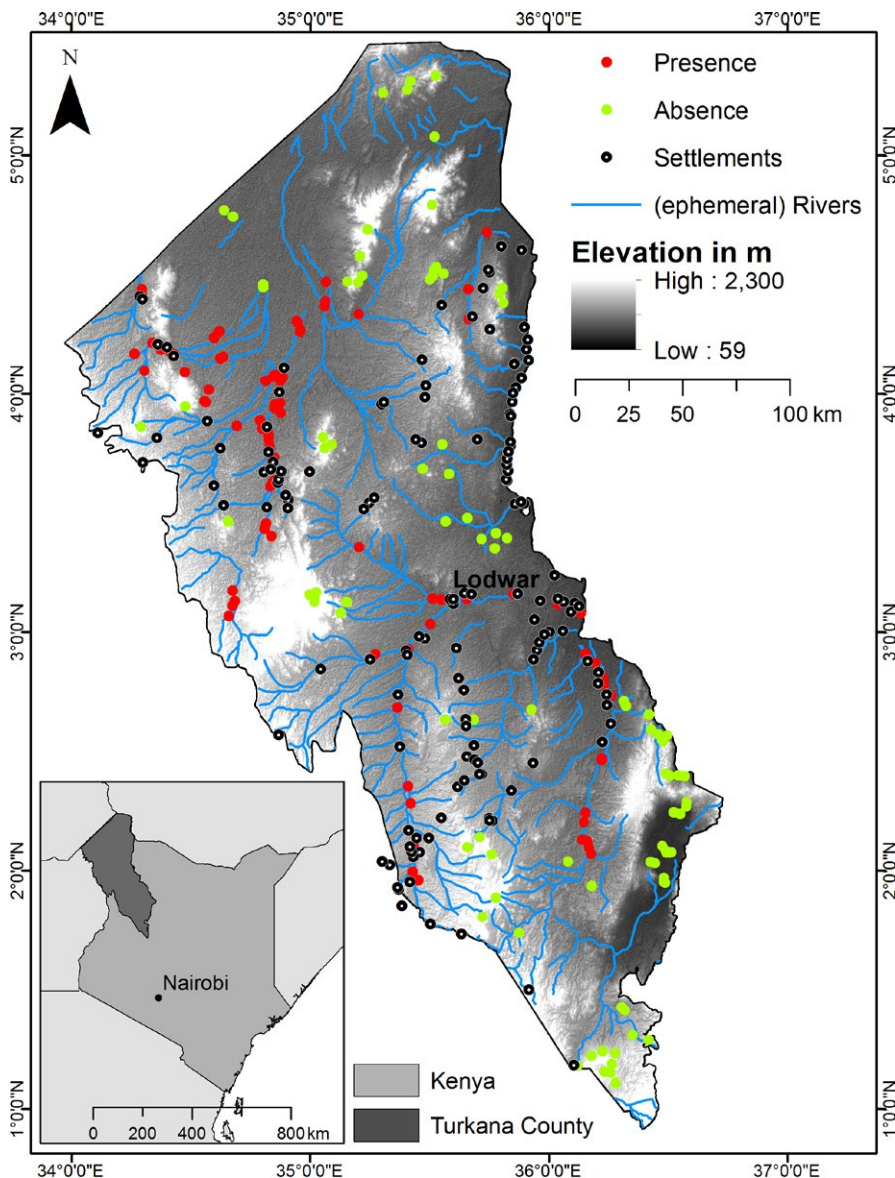 34°0'0"E 35°0'0"E 36°0'0"E 37°0'0"E
N
Presence
Absence
Settlements
(ephemeral) Rivers
Elevation in m
High : 2,300
Low : 59
0 25 50 100 km
5°0'0"N
5°0'0"N
4°0'0"N
4°0'0"N
Lodwar
3°0'0"N
3°0'0"N
2°0'0"N
2°0'0"N
Nairobi
0 200 400 800 km
Kenya
Turkana County
1°0'0"N
1°0'0"N
34°0'0"E 35°0'0"E 36°0'0"E 37°0'0"E